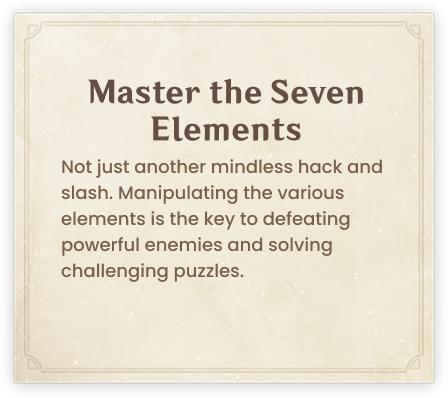 Master the Seven
Elements
Not just another mindless hack and
slash. Manipulating the various
elements is the key to defeating
powerful enemies and solving
challenging puzzles.